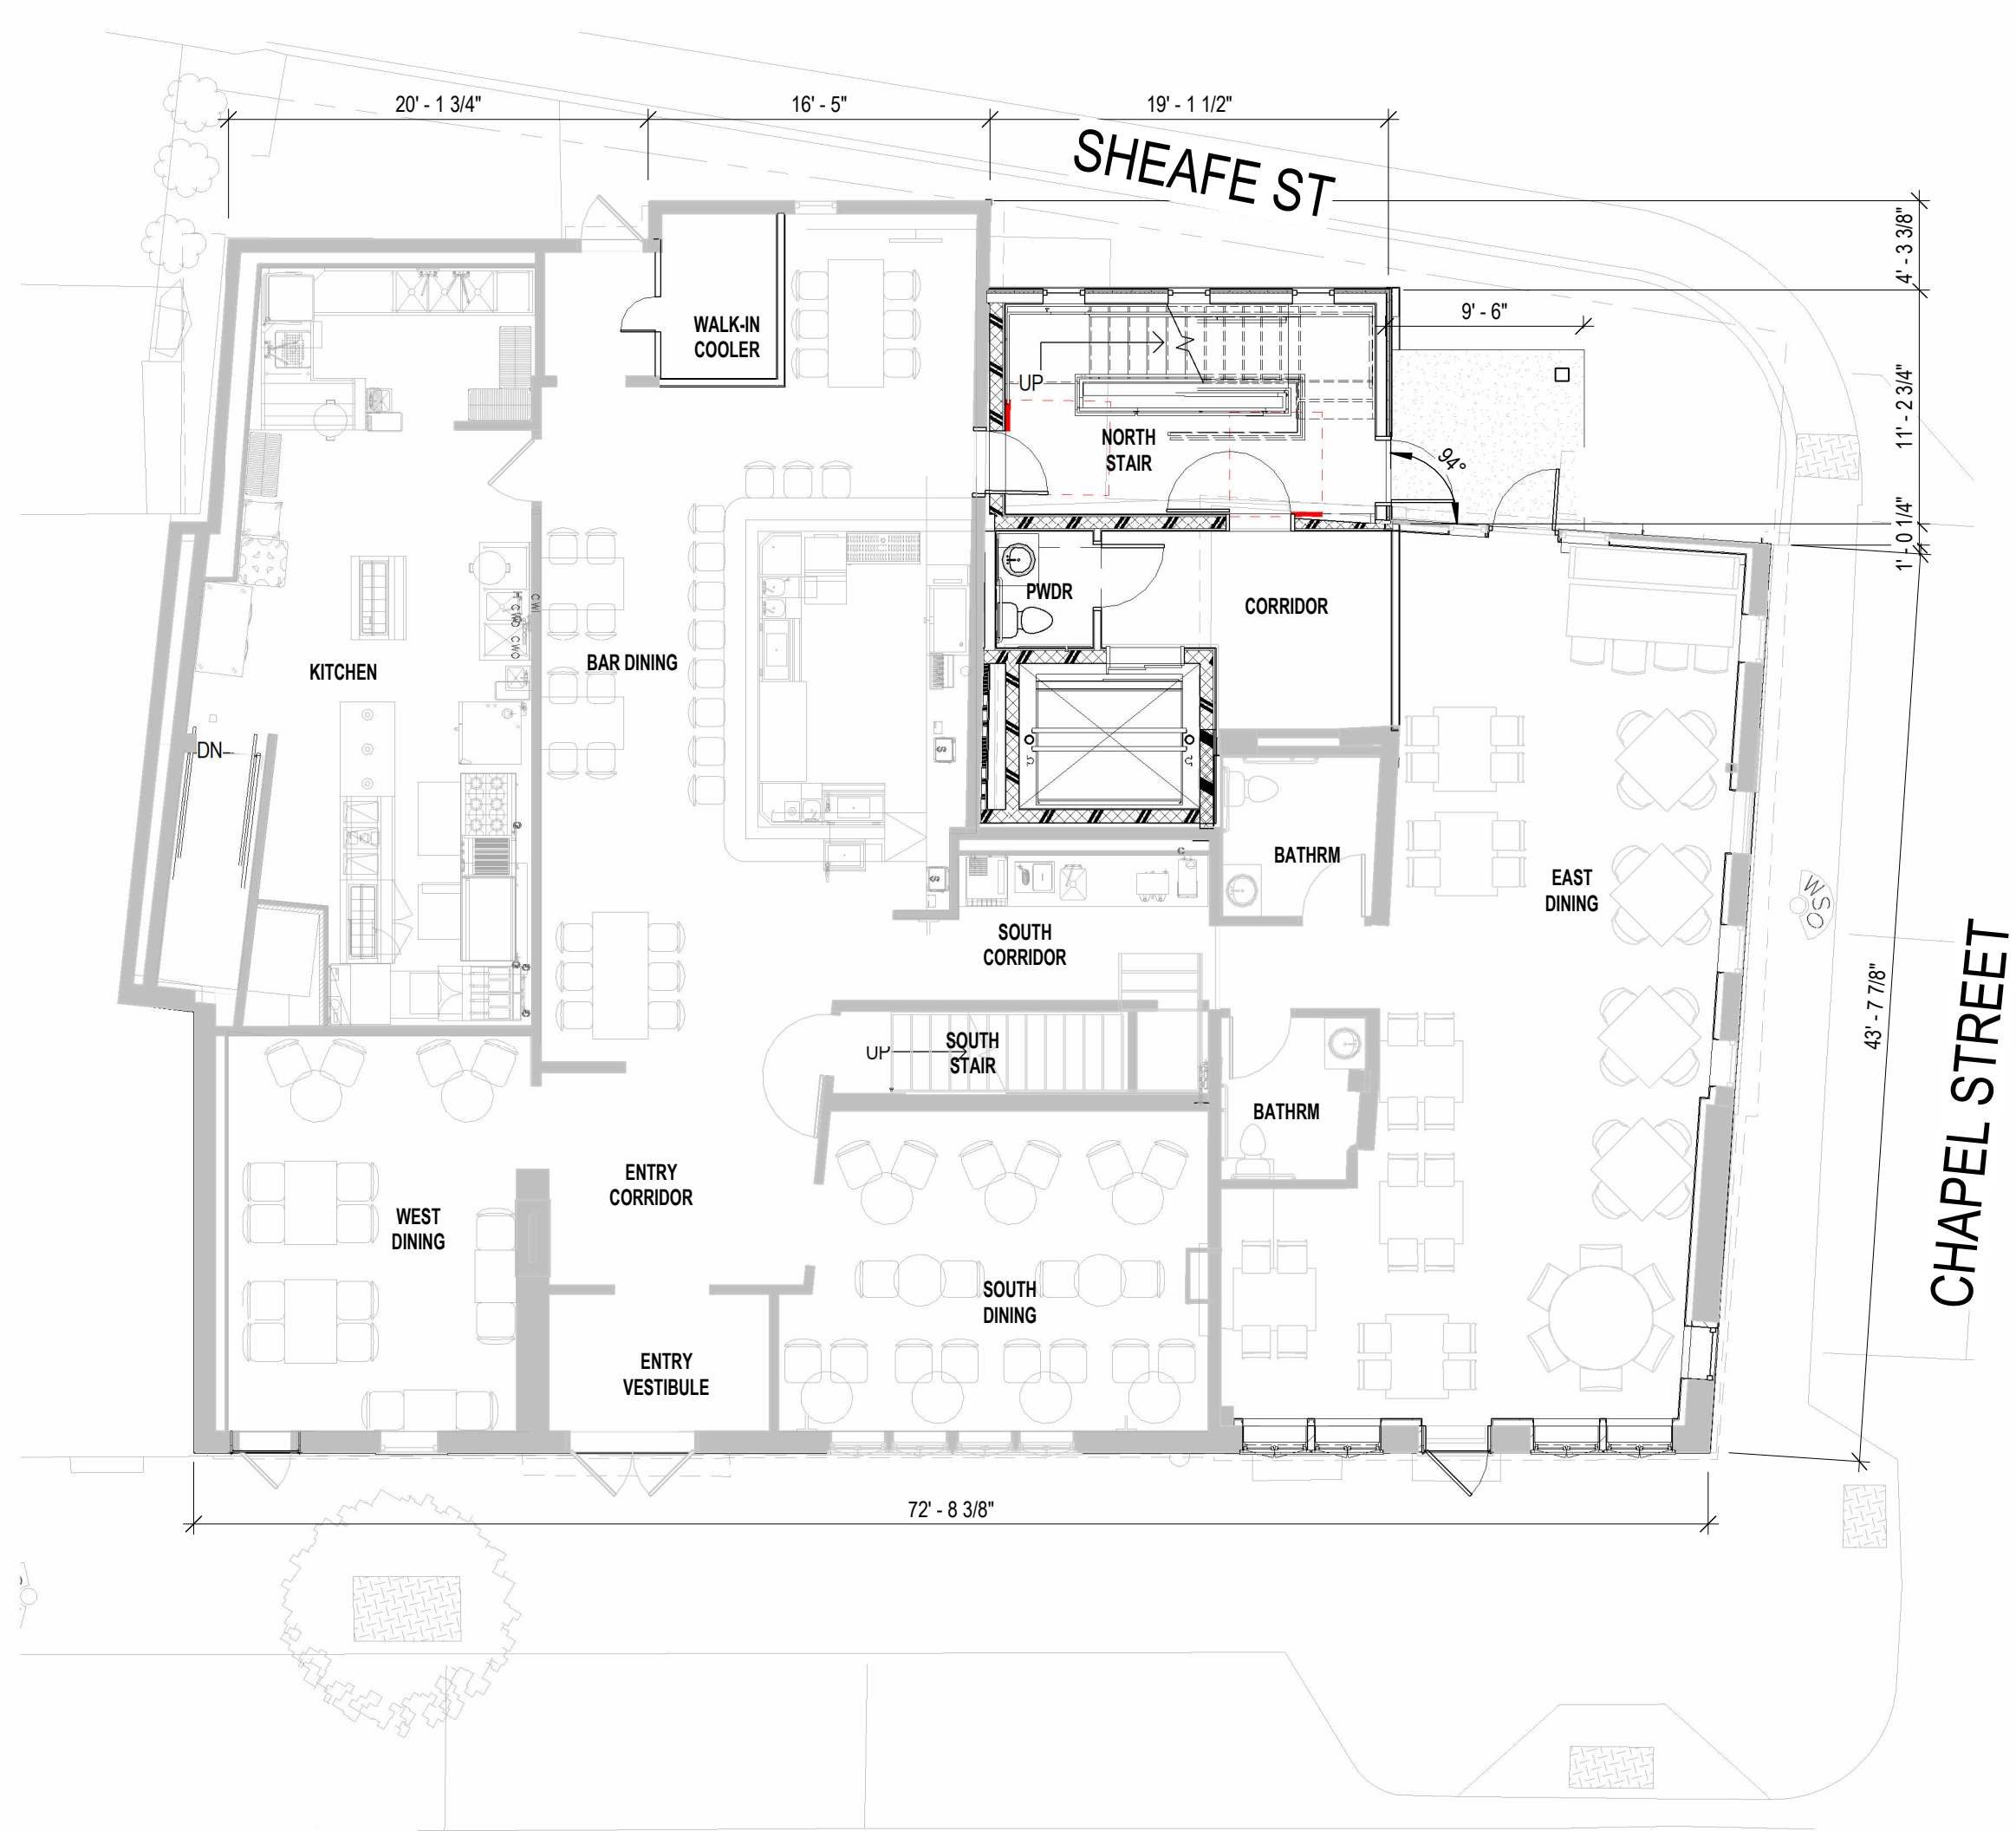 20' - 1 3/4"
16' - 5"
19' - 1 1/2"
SHEAFE ST
4' - 3 3/8"
9' - 6"
WALK-IN
COOLER
UP
11' - 2 3/4"
NORTH
STAIR
94°
1' - 0 1/4"
PWDR
CORRIDOR
KITCHEN
BAR DINING
DN
BATHRM
EAST
DINING
WSO
SOUTH
CORRIDOR
CHAPEL STREET
43' - 7 7/8"
UP
SOUTH
STAIR
BATHRM
ENTRY
CORRIDOR
WEST
DINING
SOUTH
DINING
ENTRY
VESTIBULE
72' - 8 3/8"